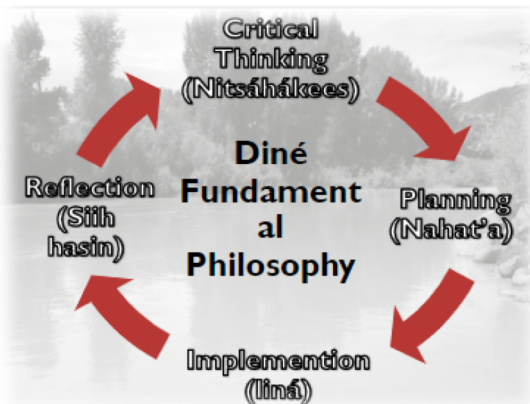 Critical
Thinking
(Nitsáhákees)
Diné
Fundament
al
Philosophy
Planning
(Nahat'a)
Implemention
(Iiná)
Reflection
(Siih
hasin)